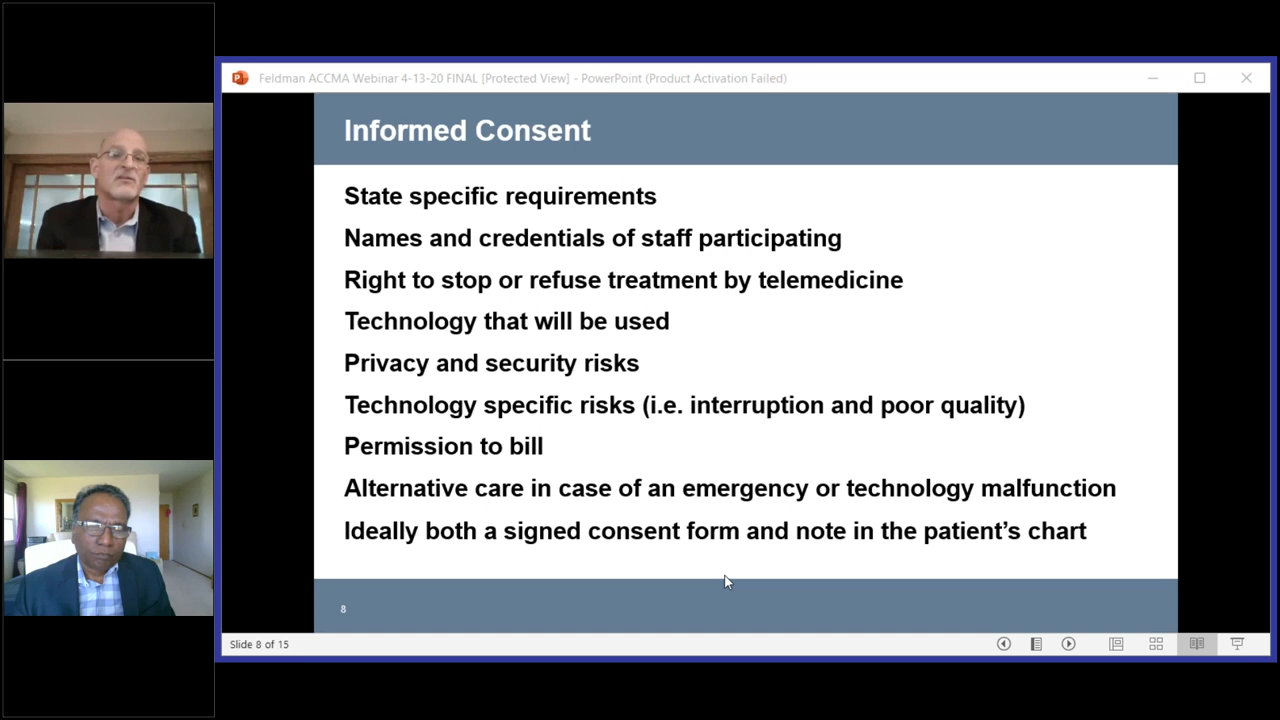 Feldman ACCMA Webinar 4-13-20 FINAL [Protected View] - PowerPoint (Product Activation Failed)
Informed Consent
State specific requirements
Names and credentials of staff participating
Right to stop or refuse treatment by telemedicine
Technology that will be used
Privacy and security risks
Technology specific risks (i.e. interruption and poor quality)
Permission to bill
Alternative care in case of an emergency or technology malfunction
Ideally both a signed consent form and note in the patient’s chart
8
Slide 8 of 15